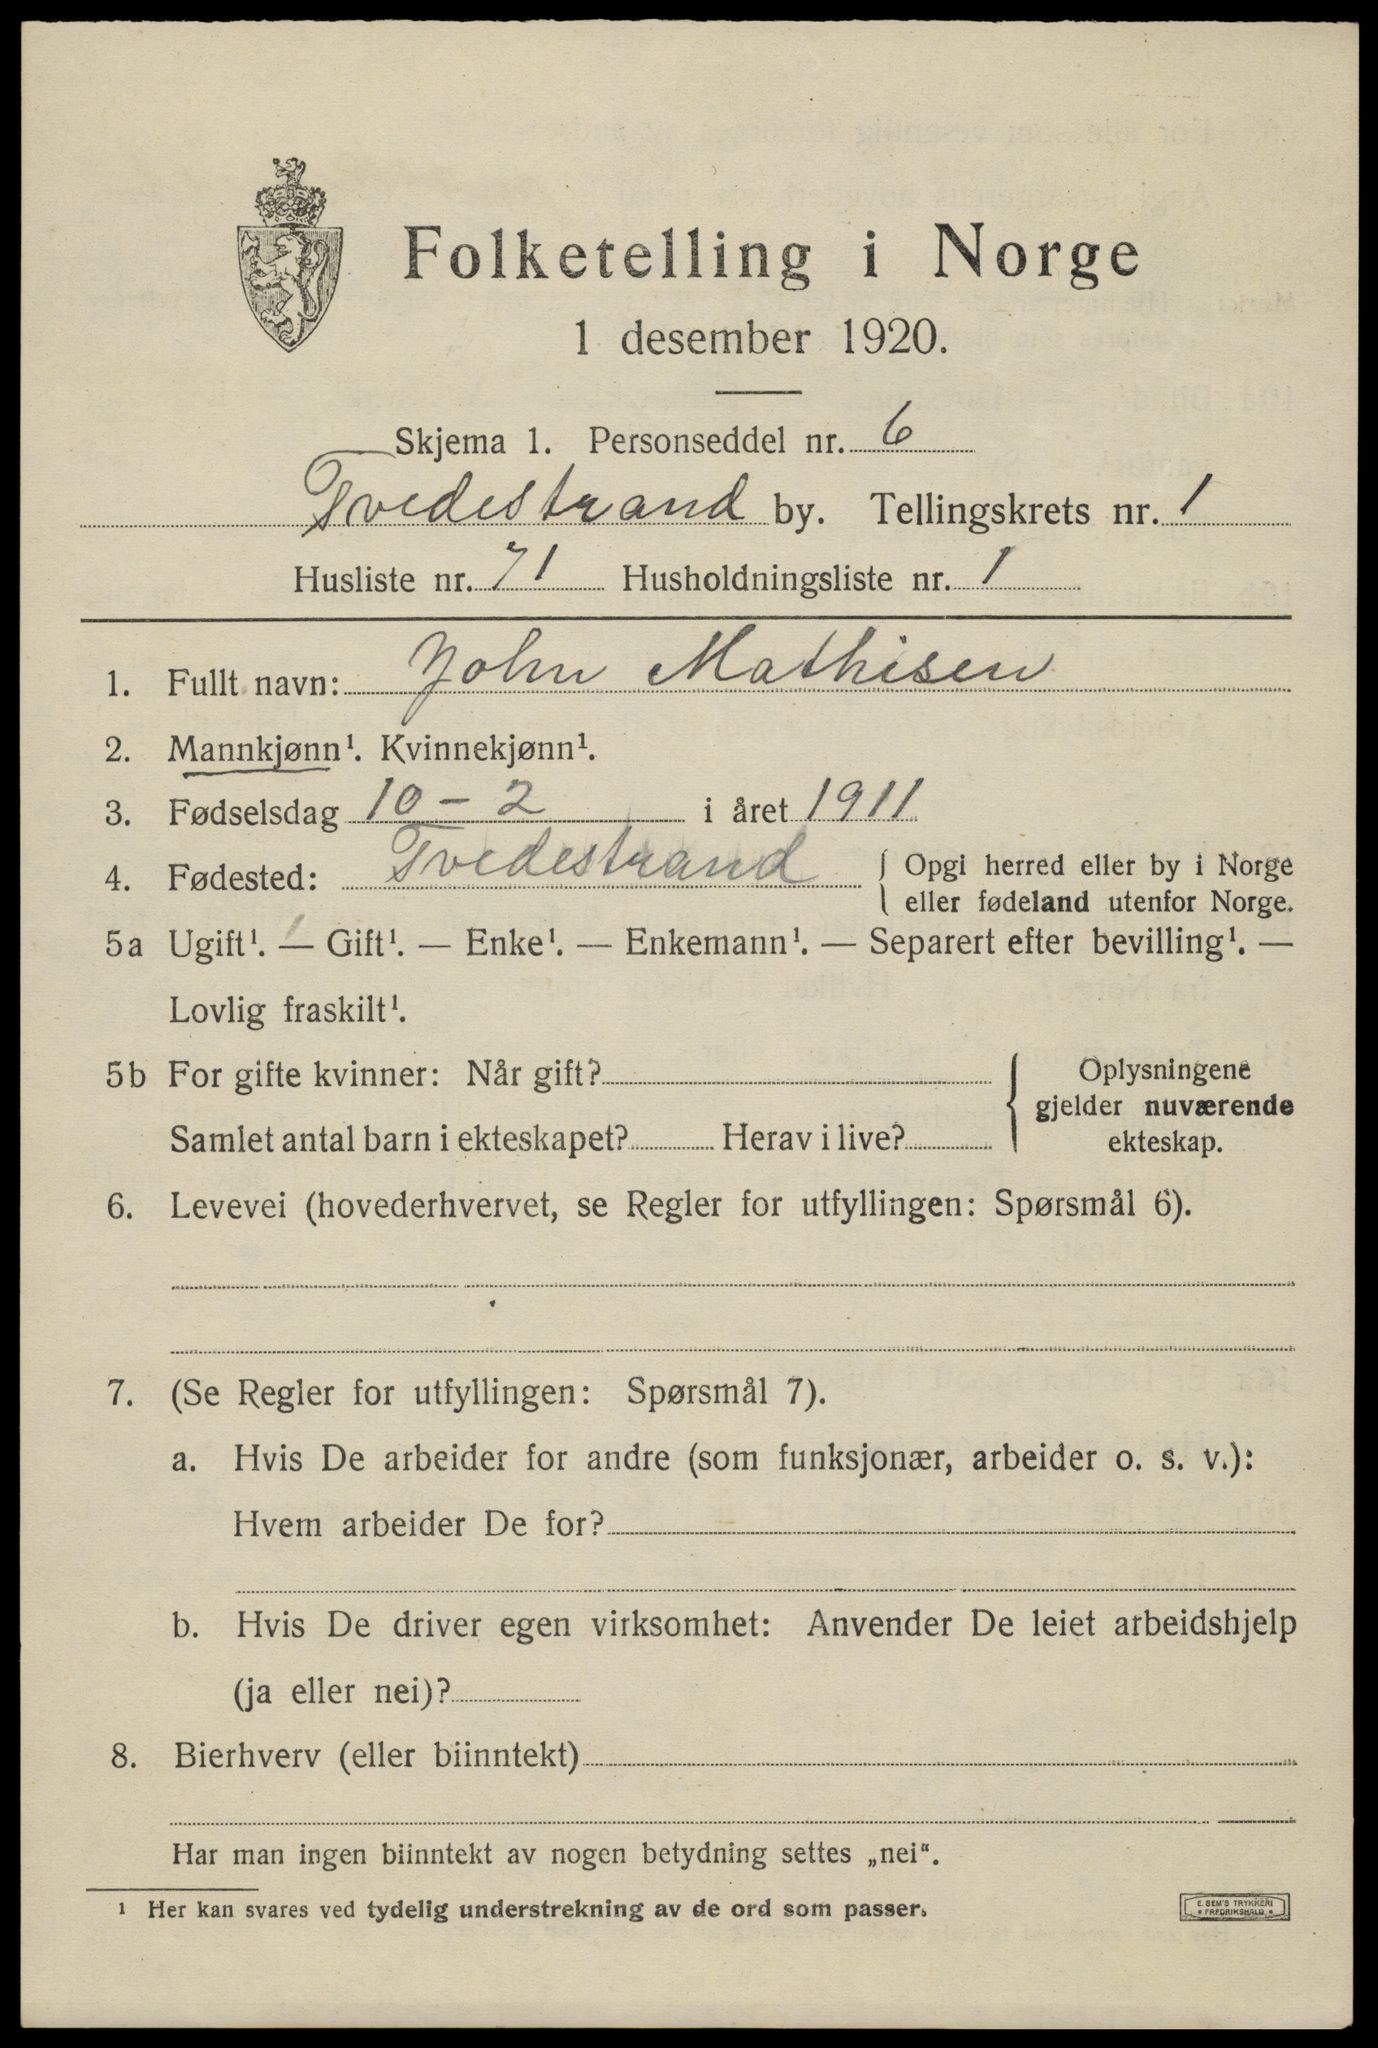 Folketelling i Norge
1 desember 1920.
Skjema 1. Personseddel nr. 6
Tvedestrand by. Tellingskrets nr. 1
Husliste nr. 71 Husholdningsliste nr. 1
1. Fullt navn: John Mathisen
2. Mannkjønn¹. Kvinnekjønn¹.
3. Fødselsdag 10-2 i året 1911
4. Fødested: Tvedestrand { Opgi herred eller by i Norge
eller fødeland utenfor Norge.
5a Ugift¹. — Gift¹. — Enke¹. — Enkemann¹. — Separert efter bevilling¹. —
Lovlig fraskilt¹.
5b For gifte kvinner: Når gift?
Samlet antal barn i ekteskapet? Herav i live?
{ Oplysningene
gjelder nuværende
ekteskap.
6. Levevei (hovederhvervet, se Regler for utfyllingen: Spørsmål 6).
7. (Se Regler for utfyllingen: Spørsmål 7).
a. Hvis De arbeider for andre (som funksjonær, arbeider o. s. v.):
Hvem arbeider De for?
b. Hvis De driver egen virksomhet: Anvender De leiet arbeidshjelp
(ja eller nei)?
8. Bierhverv (eller biinntekt)
Har man ingen biinntekt av nogen betydning settes „nei“.
¹ Her kan svares ved tydelig understrekning av de ord som passer.
E. SEM'S TRYKKERI
FREDRIKSHALD